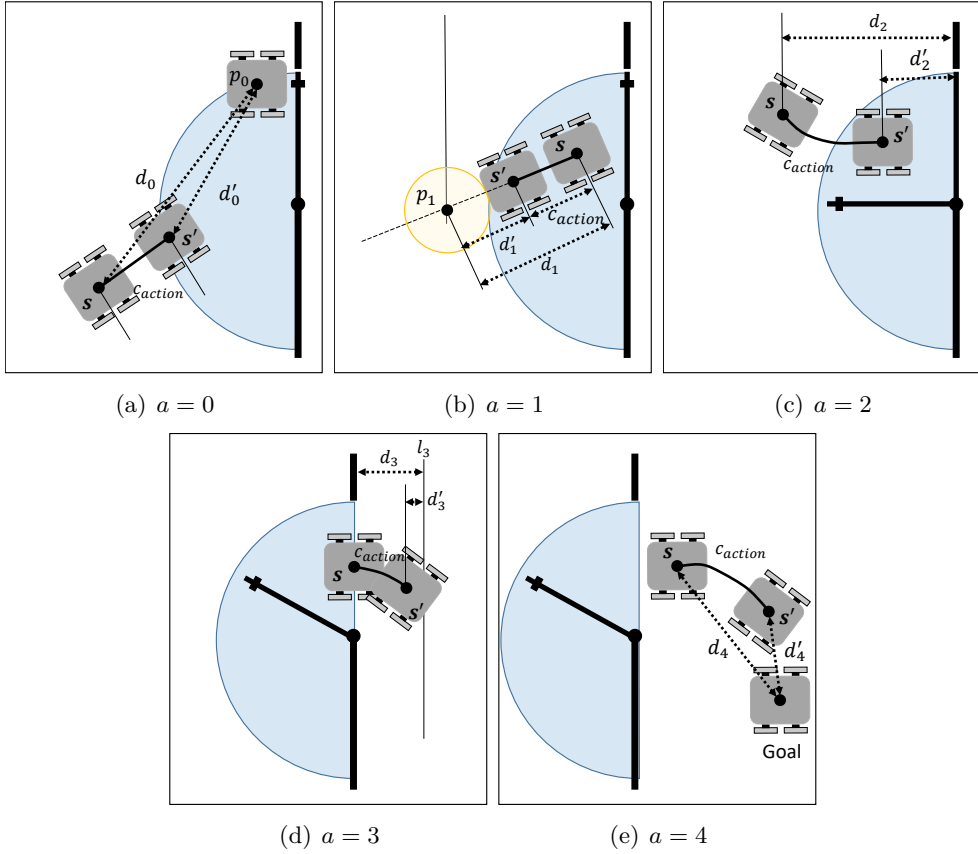 p₀
d₀
d′₀
s′
s
c_action
(a) a = 0
p₁
s
s′
c_action
d′₁
d₁
(b) a = 1
d₂
d′₂
s
s′
c_action
(c) a = 2
l₃
d₃
d′₃
c_action
s
s′
(d) a = 3
s
c_action
s′
d₄
d′₄
Goal
(e) a = 4